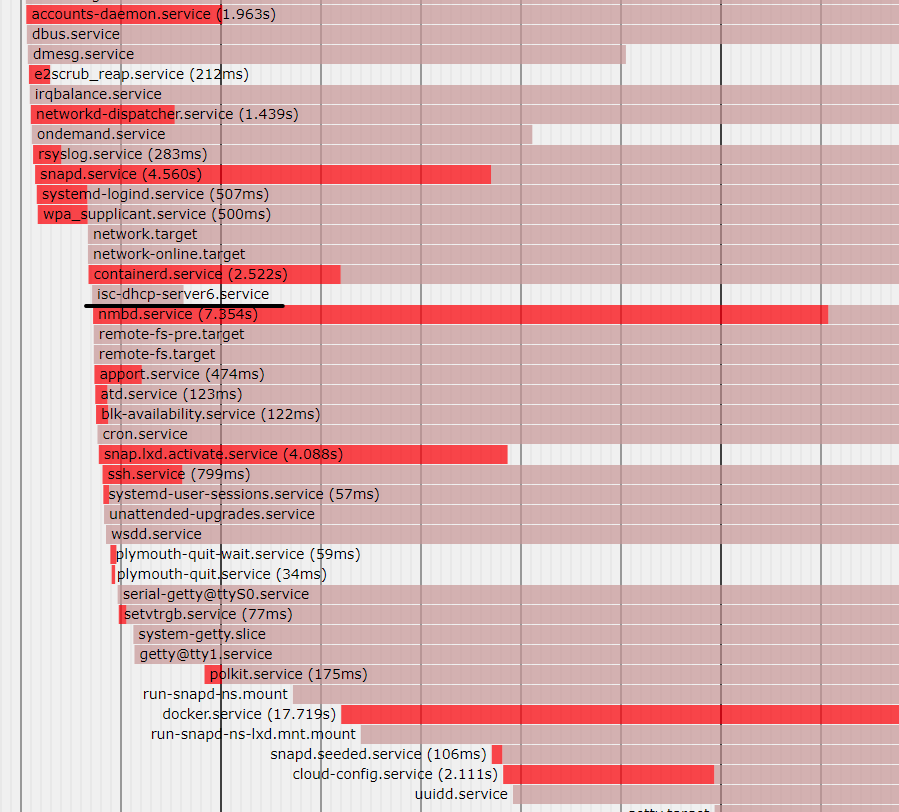 accounts-daemon.service (1.963s)
dbus.service
dmesg.service
e2scrub_reap.service (212ms)
irqbalance.service
networkd-dispatcher.service (1.439s)
ondemand.service
rsyslog.service (283ms)
snapd.service (4.560s)
systemd-logind.service (507ms)
wpa_supplicant.service (500ms)
network.target
network-online.target
containerd.service (2.522s)
isc-dhcp-server6.service
nmbd.service (7.354s)
remote-fs-pre.target
remote-fs.target
apport.service (474ms)
atd.service (123ms)
blk-availability.service (122ms)
cron.service
snap.lxd.activate.service (4.088s)
ssh.service (799ms)
systemd-user-sessions.service (57ms)
unattended-upgrades.service
wsdd.service
plymouth-quit-wait.service (59ms)
plymouth-quit.service (34ms)
serial-getty@ttyS0.service
setvtrgb.service (77ms)
system-getty.slice
getty@tty1.service
polkit.service (175ms)
run-snapd-ns.mount
docker.service (17.719s)
run-snapd-ns-lxd.mnt.mount
snapd.seeded.service (106ms)
cloud-config.service (2.111s)
uuidd.service